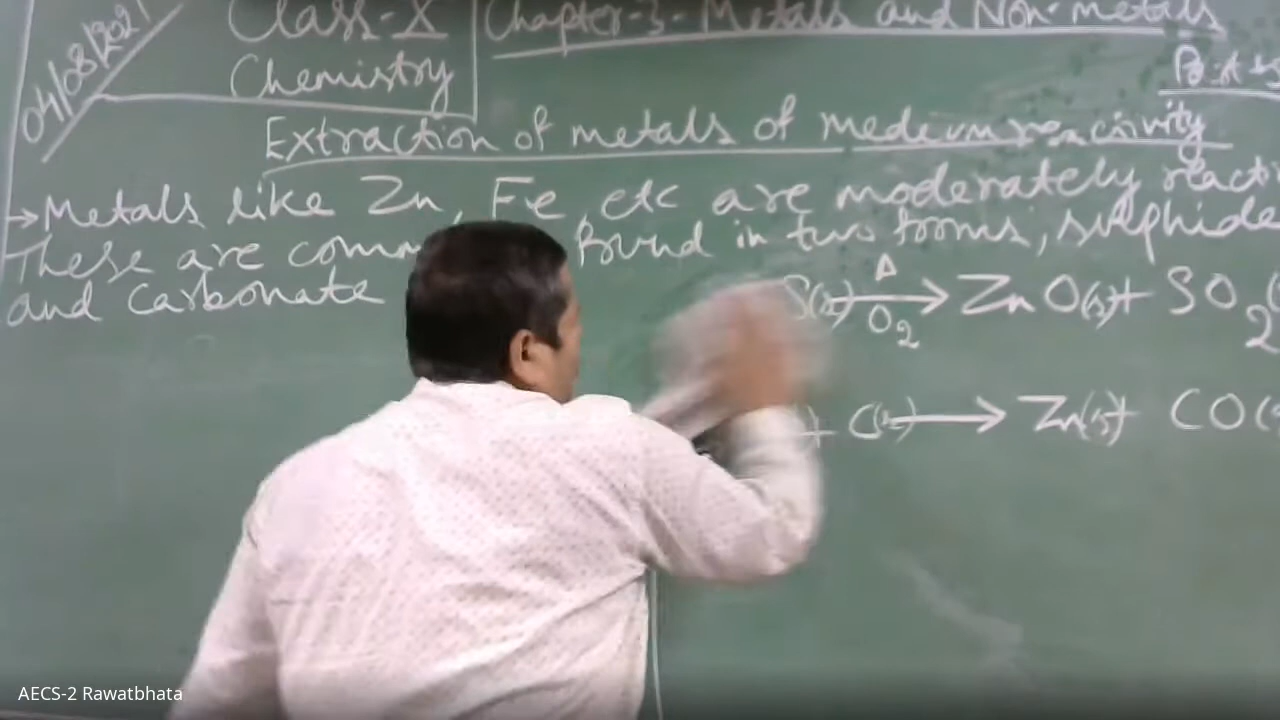 04/08/2021
Class-X
Chapter-3-Metals and Non-metals
Chemistry
Extraction of metals of medium reactivity
→Metals like Zn, Fe, etc are moderately reacti
These are comm found in two forms, sulphide
and carbonate
S(s) Δ→ O2 ZnO(s)+ SO2(
+ C(s) → Zn(s)+ CO(
AECS-2 Rawatbhata